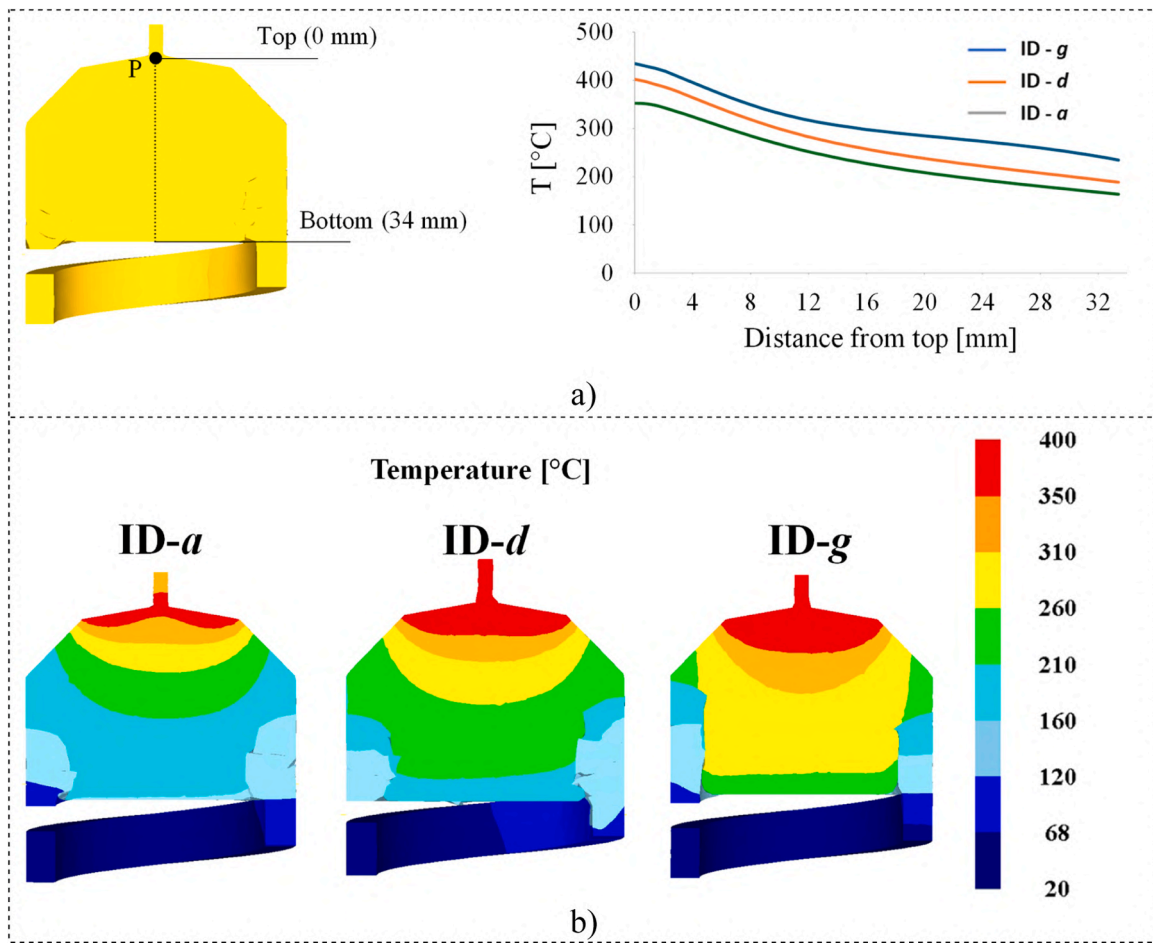 Top (0 mm)
P
Bottom (34 mm)
500
400
300
200
100
0
T [°C]
0 4 8 12 16 20 24 28 32
Distance from top [mm]
ID - g
ID - d
ID - a
a)
Temperature [°C]
ID-a ID-d ID-g
400
350
310
260
210
160
120
68
20
b)